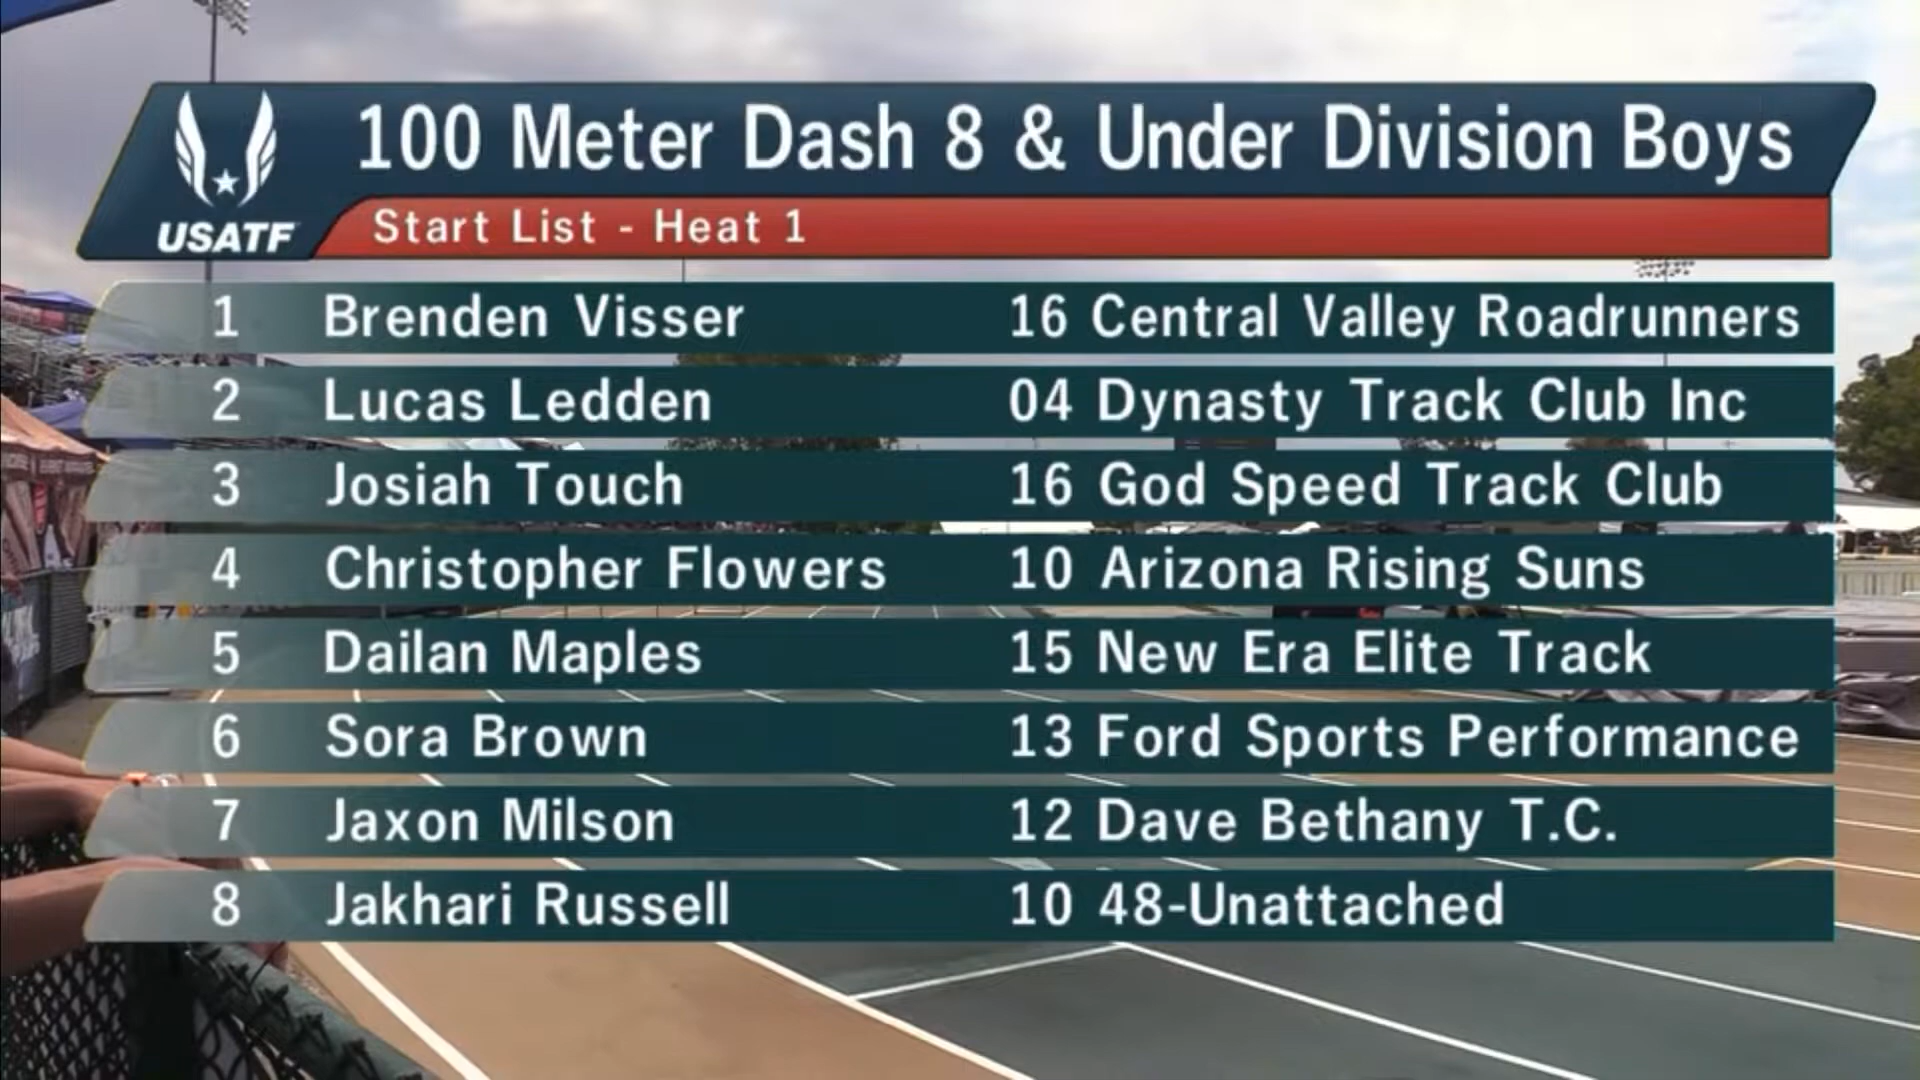 100 Meter Dash 8 & Under Division Boys
USATF
Start List - Heat 1
1 Brenden Visser 16 Central Valley Roadrunners
2 Lucas Ledden 04 Dynasty Track Club Inc
3 Josiah Touch 16 God Speed Track Club
4 Christopher Flowers 10 Arizona Rising Suns
5 Dailan Maples 15 New Era Elite Track
6 Sora Brown 13 Ford Sports Performance
7 Jaxon Milson 12 Dave Bethany T.C.
8 Jakhari Russell 10 48-Unattached